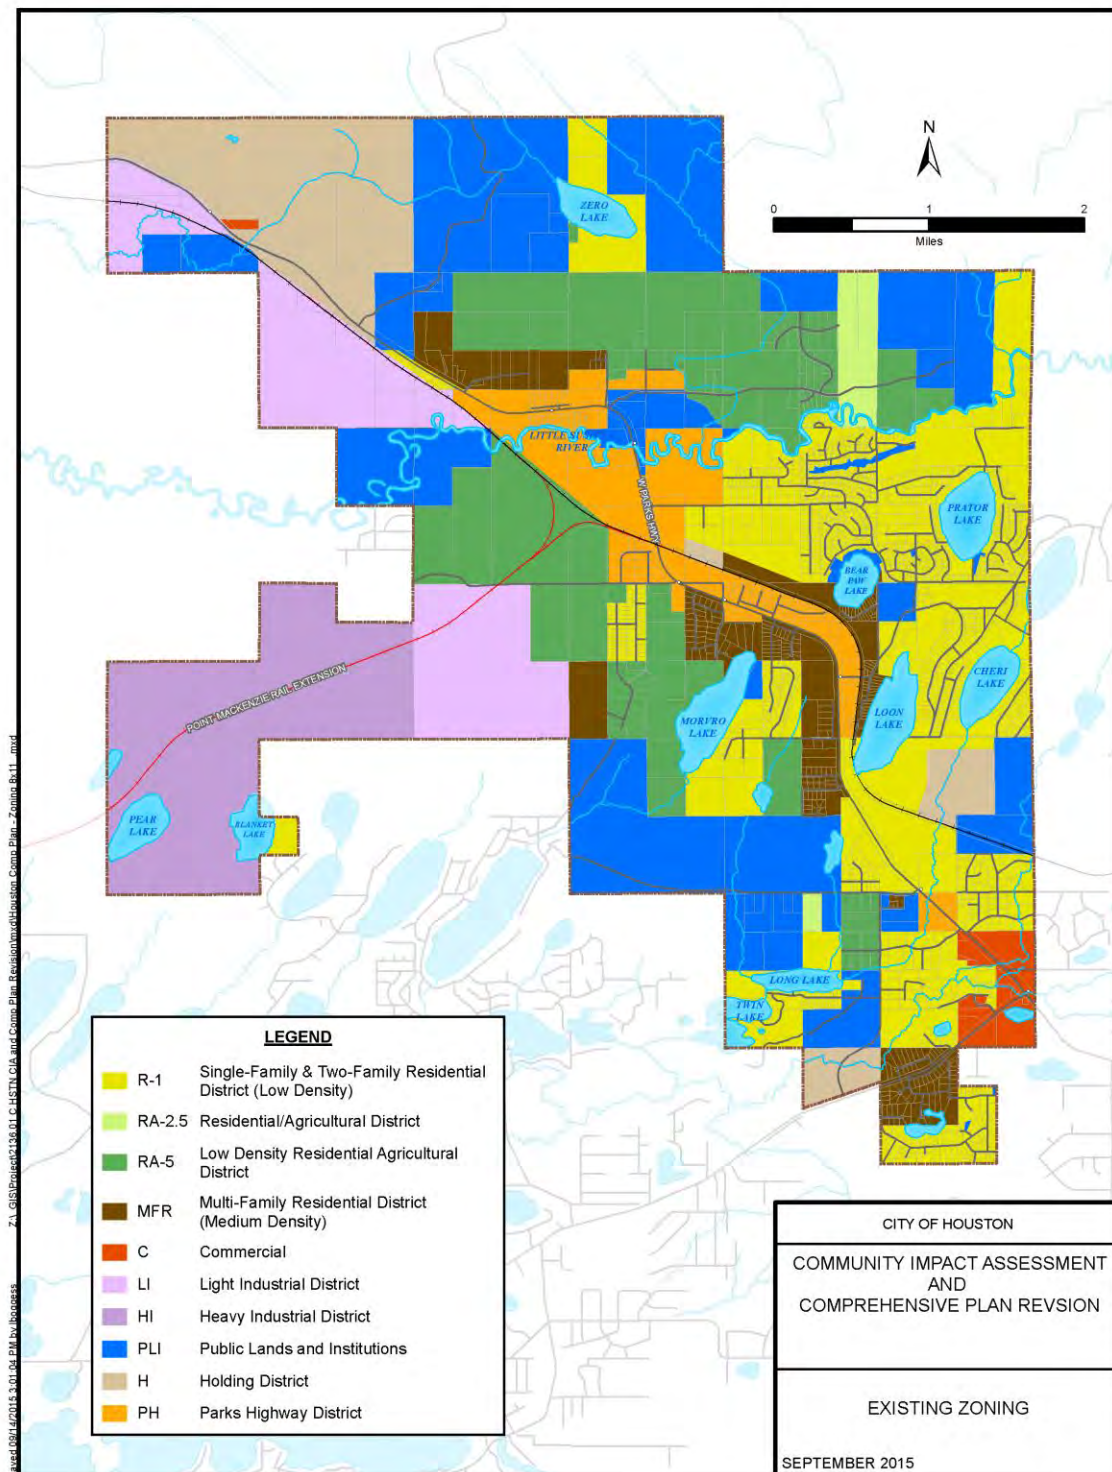 N
0 1 2
Miles
ZERO
LAKE
LITTLE SUSITNA
RIVER
W PARKS HWY
PRATOR
LAKE
BEAR
PAW
LAKE
CHERI
LAKE
LOON
LAKE
MORVRO
LAKE
POINT MACKENZIE RAIL EXTENSION
PEAR
LAKE
BLANKET
LAKE
LONG LAKE
TWIN
LAKE
LEGEND
R-1 Single-Family & Two-Family Residential
District (Low Density)
RA-2.5 Residential/Agricultural District
RA-5 Low Density Residential Agricultural
District
MFR Multi-Family Residential District
(Medium Density)
C Commercial
LI Light Industrial District
HI Heavy Industrial District
PLI Public Lands and Institutions
H Holding District
PH Parks Highway District
CITY OF HOUSTON
COMMUNITY IMPACT ASSESSMENT
AND
COMPREHENSIVE PLAN REVSION
EXISTING ZONING
SEPTEMBER 2015